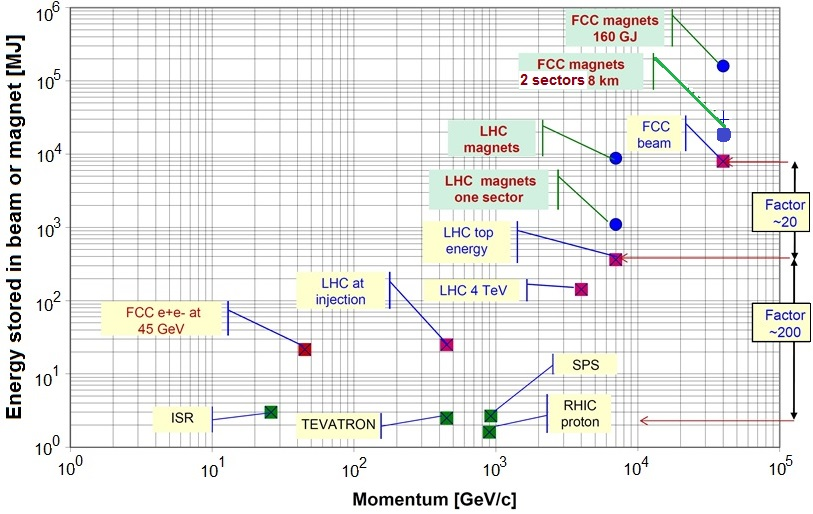 Energy stored in beam or magnet [MJ]
10^6
10^5
10^4
10^3
10^2
10^1
10^0
FCC magnets
160 GJ
FCC magnets
2 sectors 8 km
LHC
magnets
FCC
beam
LHC magnets
one sector
Factor
~20
LHC top
energy
LHC at
injection
LHC 4 TeV
FCC e+e- at
45 GeV
Factor
~200
SPS
ISR
TEVATRON
RHIC
proton
10^0
10^1
10^2
10^3
10^4
10^5
Momentum [GeV/c]